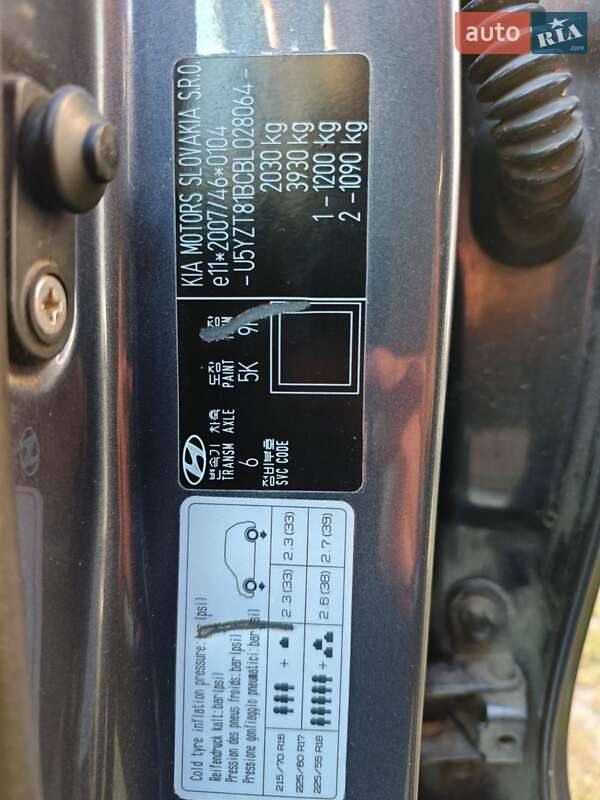 auto RIA
.com
KIA MOTORS SLOVAKIA S.R.O.
e11*2007/46*0104
-U5YZT81BCBL028064-
2030 kg
3930 kg
1 - 1200 kg
2 - 1090 kg
변속기 차축 도장
TRANSM AXLE PAINT
6 5K
정비부호
SVC CODE
Cold tyre inflation pressure: (psi)
Reifendruck kalt:bar(psi)
Pression des pneus froids:bar(psi)
Pressione gonfiaggio pneumatici:bar(psi)
215/70 R16
225/60 R17
225/55 R18
+ 2.3 (33) 2.3 (33)
+ 2.6 (38) 2.7 (39)